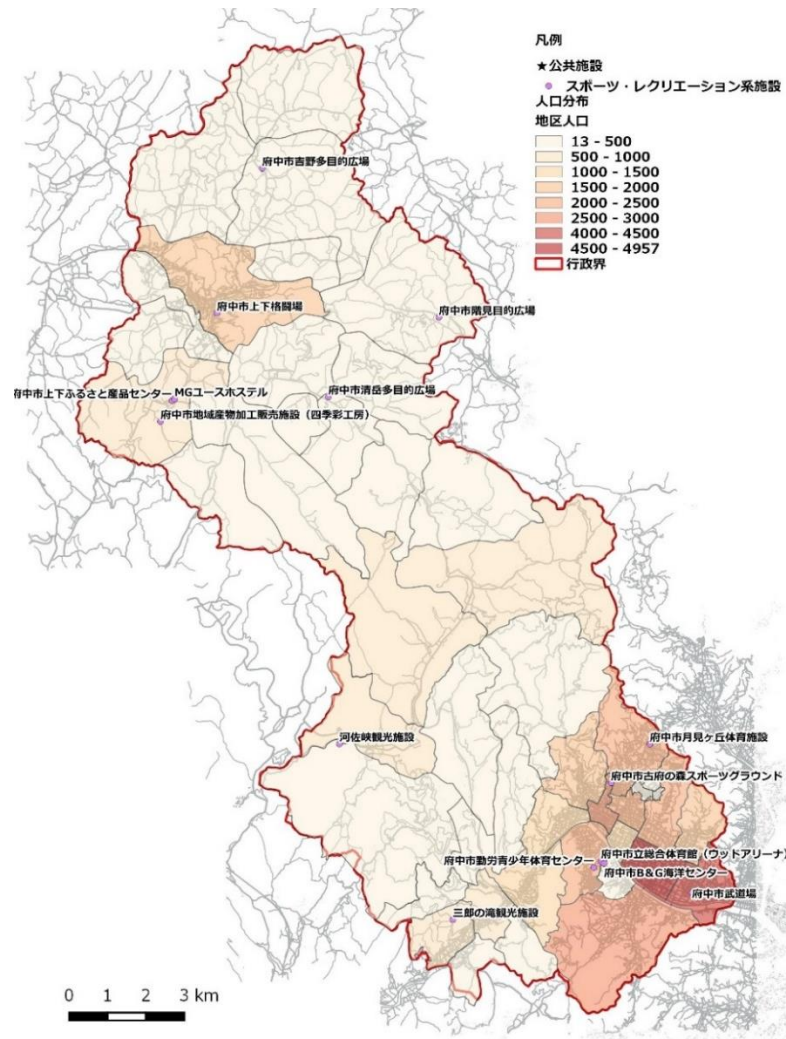 凡例
★公共施設
スポーツ・レクリエーション系施設
人口分布
地区人口
13 - 500
500 - 1000
1000 - 1500
1500 - 2000
2000 - 2500
2500 - 3000
4000 - 4500
4500 - 4957
行政界
府中市吉野多目的広場
府中市上下格闘場
府中市階見目的広場
府中市上下ふるさと産品センター
MGユースホステル
府中市清岳多目的広場
府中市地域産物加工販売施設（四季彩工房）
河佐峡観光施設
府中市月見ヶ丘体育施設
府中市古府の森スポーツグラウンド
府中市勤労青少年体育センター
府中市立総合体育館（ウッドアリーナ）
府中市B&G海洋センター
府中市武道場
三郎の滝観光施設
0 1 2 3 km